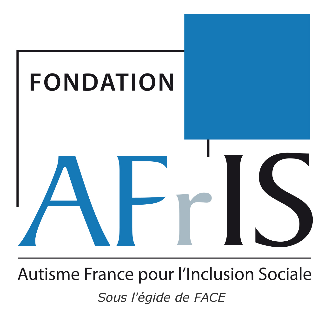 FONDATION
AFrIS
Autisme France pour l'Inclusion Sociale
Sous l'égide de FACE